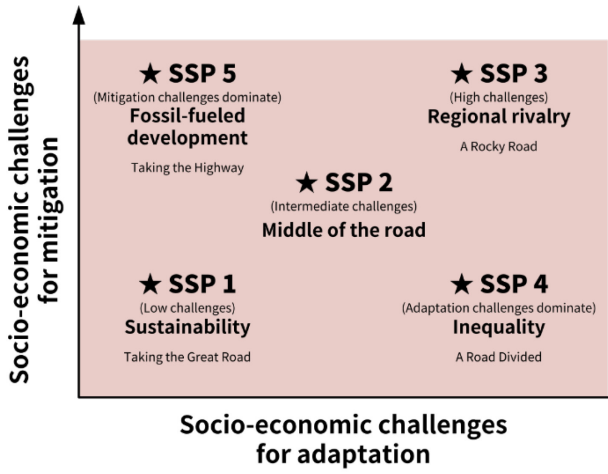 Socio-economic challenges
for mitigation
★ SSP 5
(Mitigation challenges dominate)
Fossil-fueled
development
Taking the Highway
★ SSP 3
(High challenges)
Regional rivalry
A Rocky Road
★ SSP 2
(Intermediate challenges)
Middle of the road
★ SSP 1
(Low challenges)
Sustainability
Taking the Great Road
★ SSP 4
(Adaptation challenges dominate)
Inequality
A Road Divided
Socio-economic challenges
for adaptation